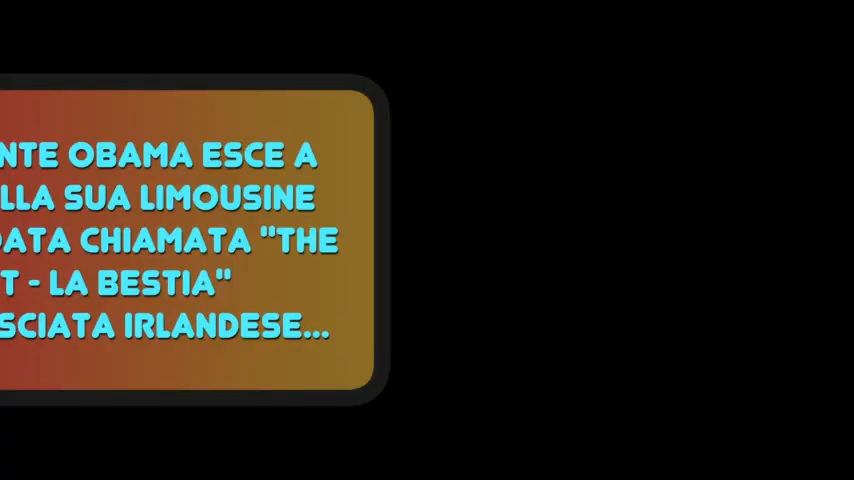 NTE OBAMA ESCE A
LLA SUA LIMOUSINE
DATA CHIAMATA "THE
T - LA BESTIA"
SCIATA IRLANDESE...